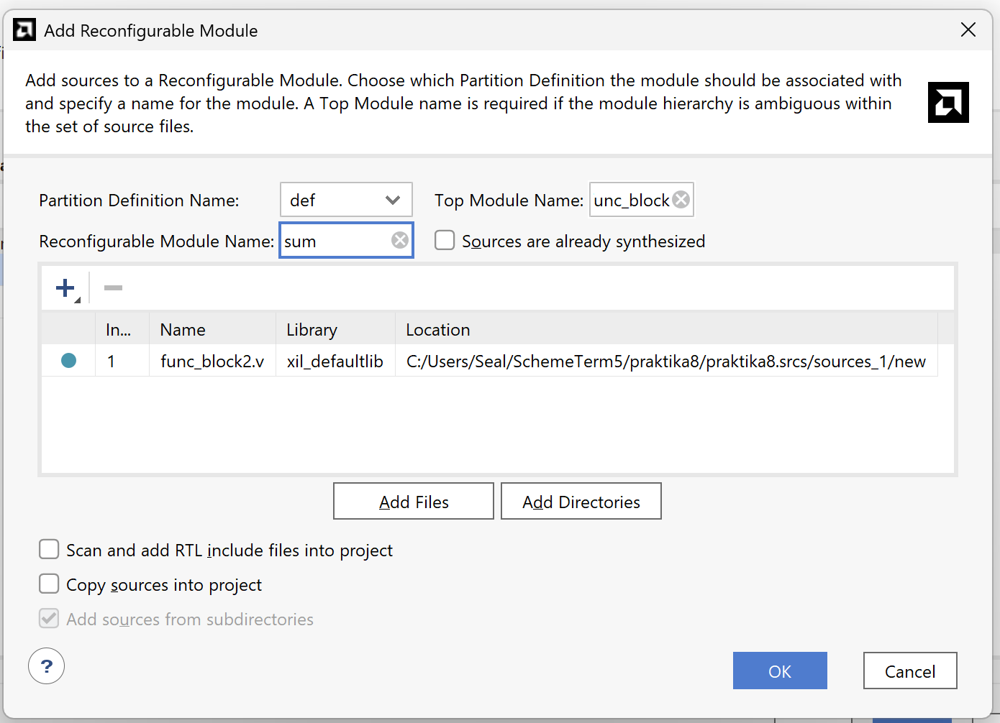 Add Reconfigurable Module
Add sources to a Reconfigurable Module. Choose which Partition Definition the module should be associated with
and specify a name for the module. A Top Module name is required if the module hierarchy is ambiguous within
the set of source files.
Partition Definition Name: def Top Module Name: unc_block
Reconfigurable Module Name: sum Sources are already synthesized
In... Name Library Location
1 func_block2.v xil_defaultlib C:/Users/Seal/SchemeTerm5/praktika8/praktika8.srcs/sources_1/new
Add Files Add Directories
Scan and add RTL include files into project
Copy sources into project
Add sources from subdirectories
? OK Cancel